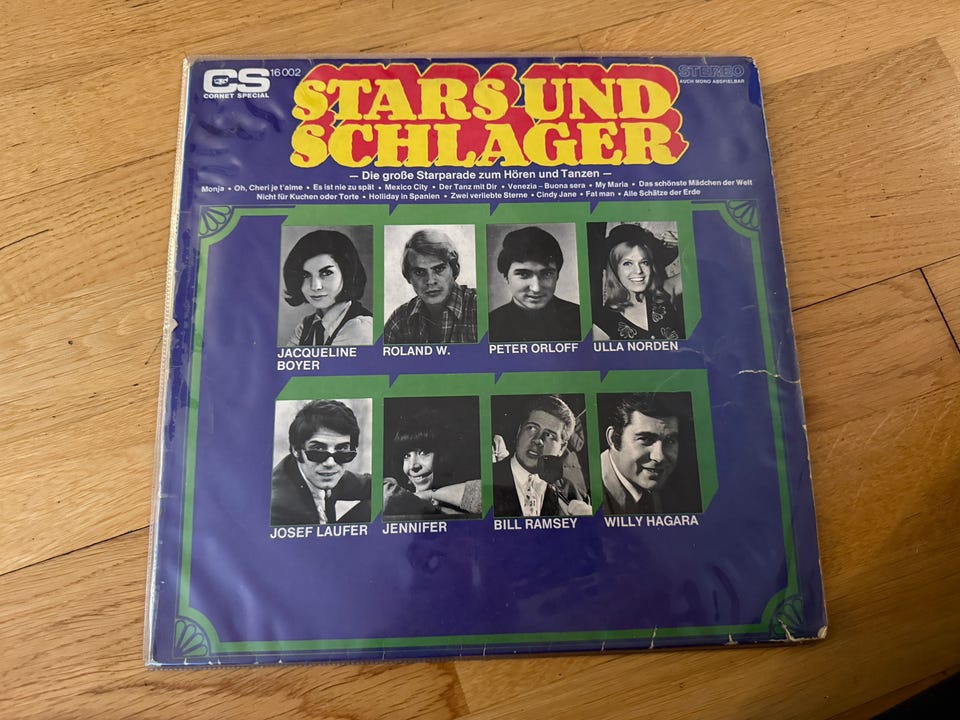 CS 16 002
CORNET SPECIAL
STEREO
AUCH MONO ABSPIELBAR
STARS UND
SCHLAGER
— Die große Starparade zum Hören und Tanzen —
Monja • Oh, Cheri je t'aime • Es ist nie zu spät • Mexico City • Der Tanz mit Dir • Venezia – Buona sera • My Maria • Das schönste Mädchen der Welt
Nicht für Kuchen oder Torte • Holliday in Spanien • Zwei verliebte Sterne • Cindy Jane • Fat man • Alle Schätze der Erde
JACQUELINE
BOYER
ROLAND W.
PETER ORLOFF
ULLA NORDEN
JOSEF LAUFER
JENNIFER
BILL RAMSEY
WILLY HAGARA